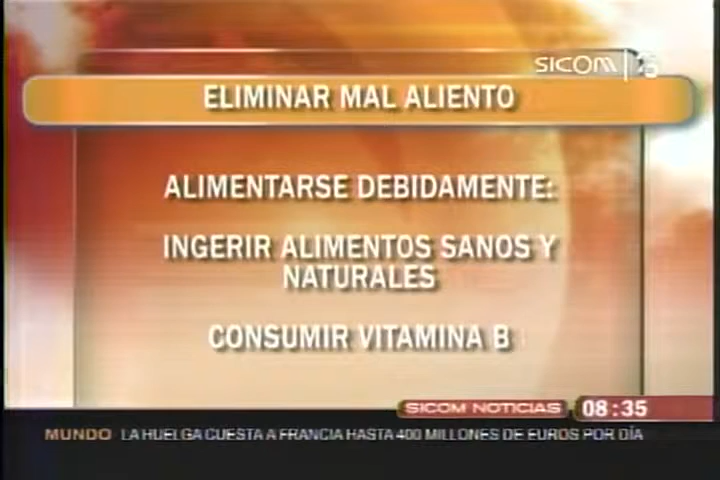 SICOM
ELIMINAR MAL ALIENTO
ALIMENTARSE DEBIDAMENTE:
INGERIR ALIMENTOS SANOS Y
NATURALES
CONSUMIR VITAMINA B
SICOM NOTICIAS 08:35
MUNDO LA HUELGA CUESTA A FRANCIA HASTA 400 MILLONES DE EUROS POR DÍA